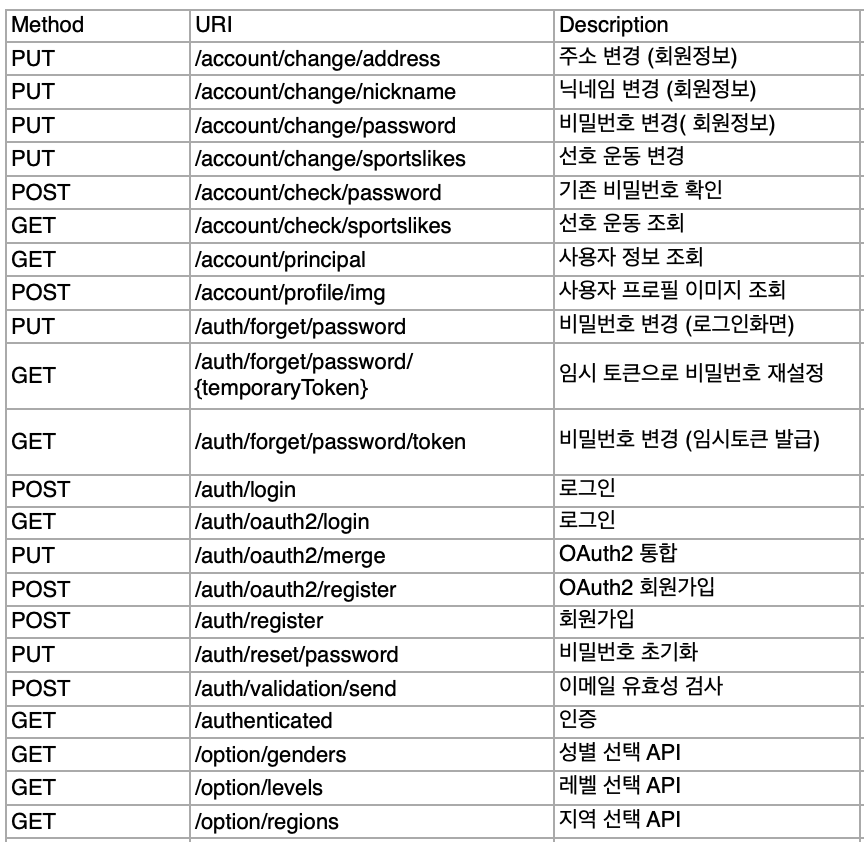 Method URI Description
PUT /account/change/address 주소 변경 (회원정보)
PUT /account/change/nickname 닉네임 변경 (회원정보)
PUT /account/change/password 비밀번호 변경( 회원정보)
PUT /account/change/sportslikes 선호 운동 변경
POST /account/check/password 기존 비밀번호 확인
GET /account/check/sportslikes 선호 운동 조회
GET /account/principal 사용자 정보 조회
POST /account/profile/img 사용자 프로필 이미지 조회
PUT /auth/forget/password 비밀번호 변경 (로그인화면)
GET /auth/forget/password/
{temporaryToken} 임시 토큰으로 비밀번호 재설정
GET /auth/forget/password/token 비밀번호 변경 (임시토큰 발급)
POST /auth/login 로그인
GET /auth/oauth2/login 로그인
PUT /auth/oauth2/merge OAuth2 통합
POST /auth/oauth2/register OAuth2 회원가입
POST /auth/register 회원가입
PUT /auth/reset/password 비밀번호 초기화
POST /auth/validation/send 이메일 유효성 검사
GET /authenticated 인증
GET /option/genders 성별 선택 API
GET /option/levels 레벨 선택 API
GET /option/regions 지역 선택 API